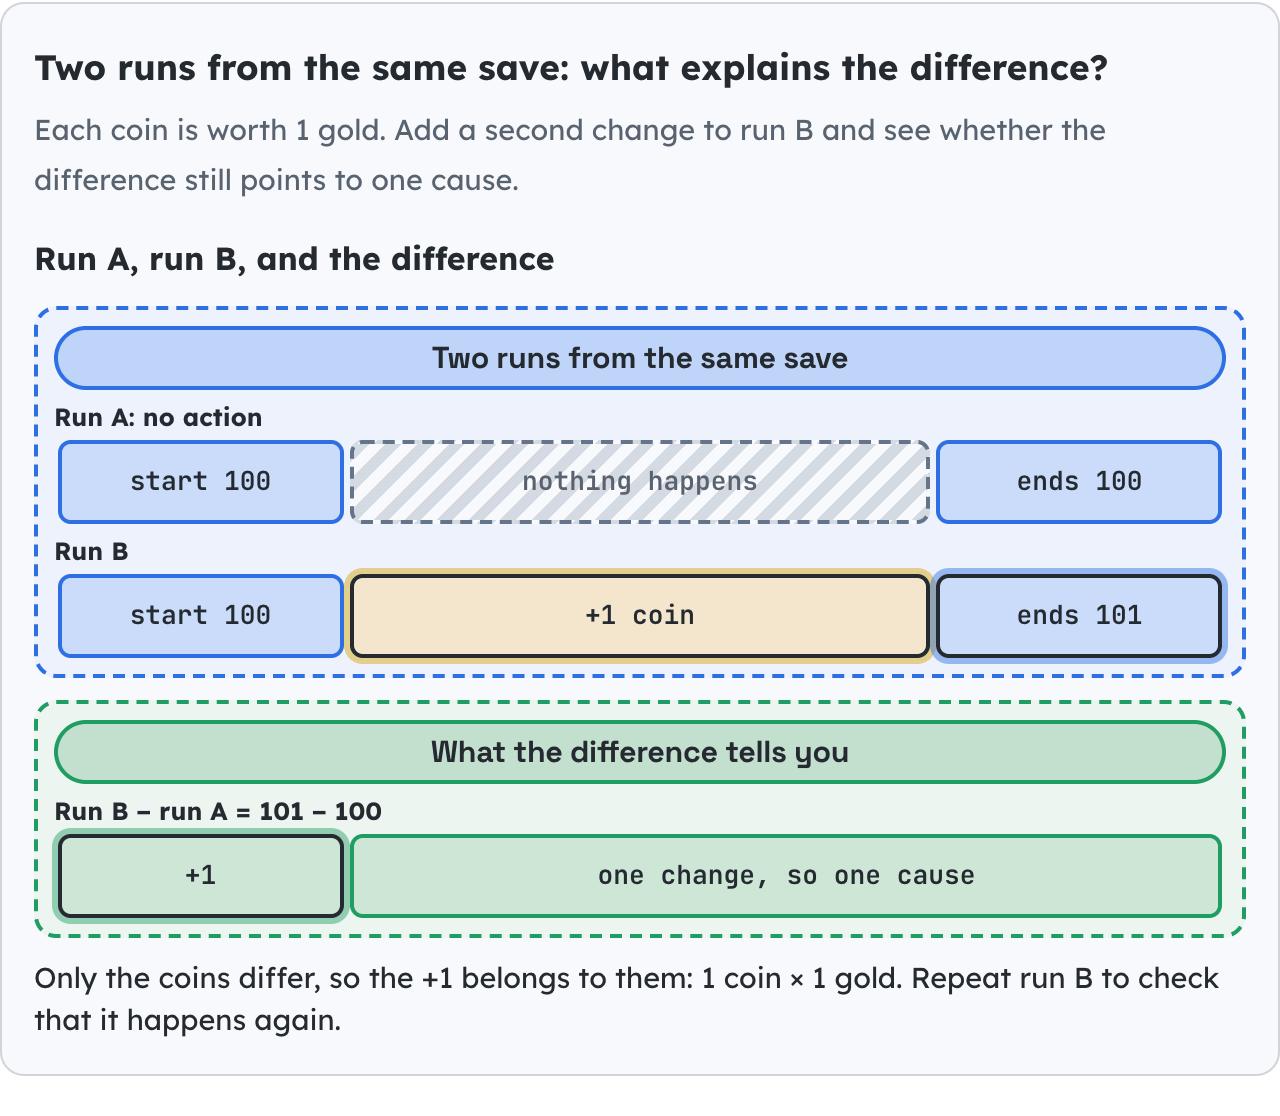 Two runs from the same save: what explains the difference?
Each coin is worth 1 gold. Add a second change to run B and see whether the
difference still points to one cause.
Run A, run B, and the difference
Two runs from the same save
Run A: no action
start 100
nothing happens
ends 100
Run B
start 100
+1 coin
ends 101
What the difference tells you
Run B – run A = 101 – 100
+1
one change, so one cause
Only the coins differ, so the +1 belongs to them: 1 coin × 1 gold. Repeat run B to check
that it happens again.